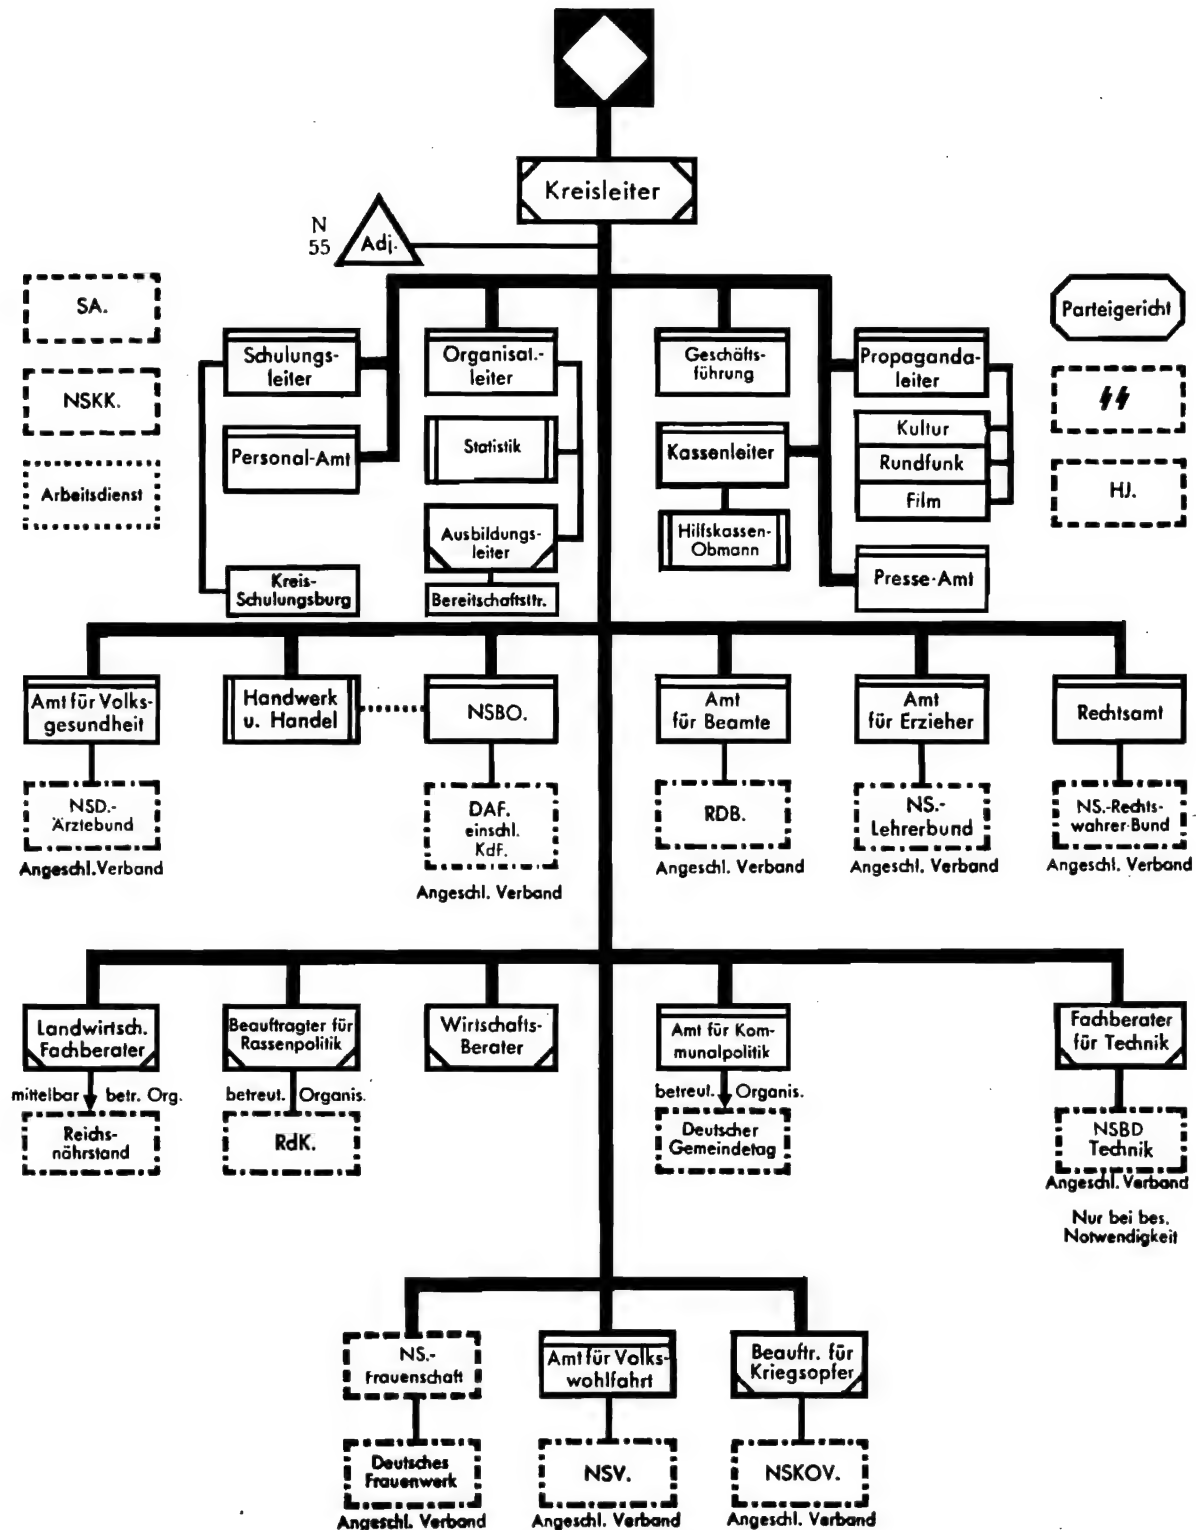 Kreisleiter
N
55
Adj.
SA.
NSKK.
Arbeitsdienst
Schulungs-
leiter
Personal-Amt
Kreis-
Schulungsburg
Organisat.-
leiter
Statistik
Ausbildungs-
leiter
Bereitschaftsltr.
Geschäfts-
führung
Kassenleiter
Hilfskassen-
Obmann
Propaganda-
leiter
Kultur
Rundfunk
Film
Presse-Amt
Parteigericht
ϟϟ
HJ.
Amt für Volks-
gesundheit
NSD.-
Ärztebund
Angeschl.Verband
Handwerk
u. Handel
NSBO.
DAF.
einschl.
KdF.
Angeschl. Verband
Amt
für Beamte
RDB.
Angeschl. Verband
Amt
für Erzieher
NS.-
Lehrerbund
Angeschl. Verband
Rechtsamt
NS.-Rechts-
wahrer-Bund
Angeschl. Verband
Landwirtsch.
Fachberater
mittelbar betr. Org.
Reichs-
nährstand
Beauftragter für
Rassenpolitik
betreut. Organis.
RdK.
Wirtschafts-
Berater
Amt für Kom-
munalpolitik
betreut. Organis.
Deutscher
Gemeindetag
Fachberater
für Technik
NSBD
Technik
Angeschl. Verband
Nur bei bes.
Notwendigkeit
NS.-
Frauenschaft
Deutsches
Frauenwerk
Angeschl. Verband
Amt für Volks-
wohlfahrt
NSV.
Angeschl. Verband
Beauftr. für
Kriegsopfer
NSKOV.
Angeschl. Verband